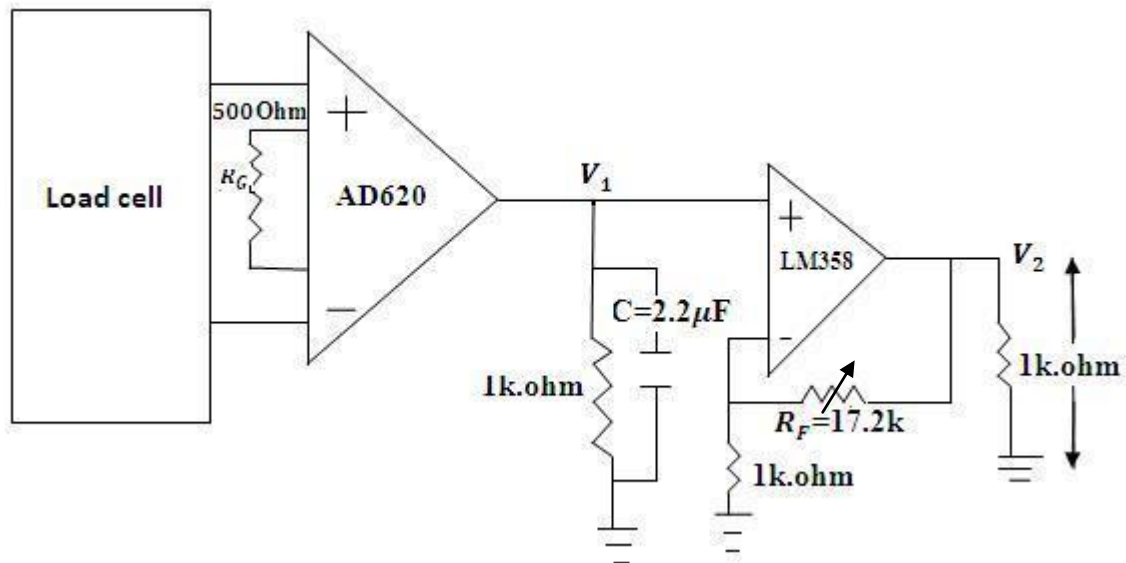 500 Ohm
+
R_G
Load cell
AD620
−
V₁
+
LM358
-
V₂
C=2.2μF
1k.ohm
1k.ohm
R_F=17.2k
1k.ohm